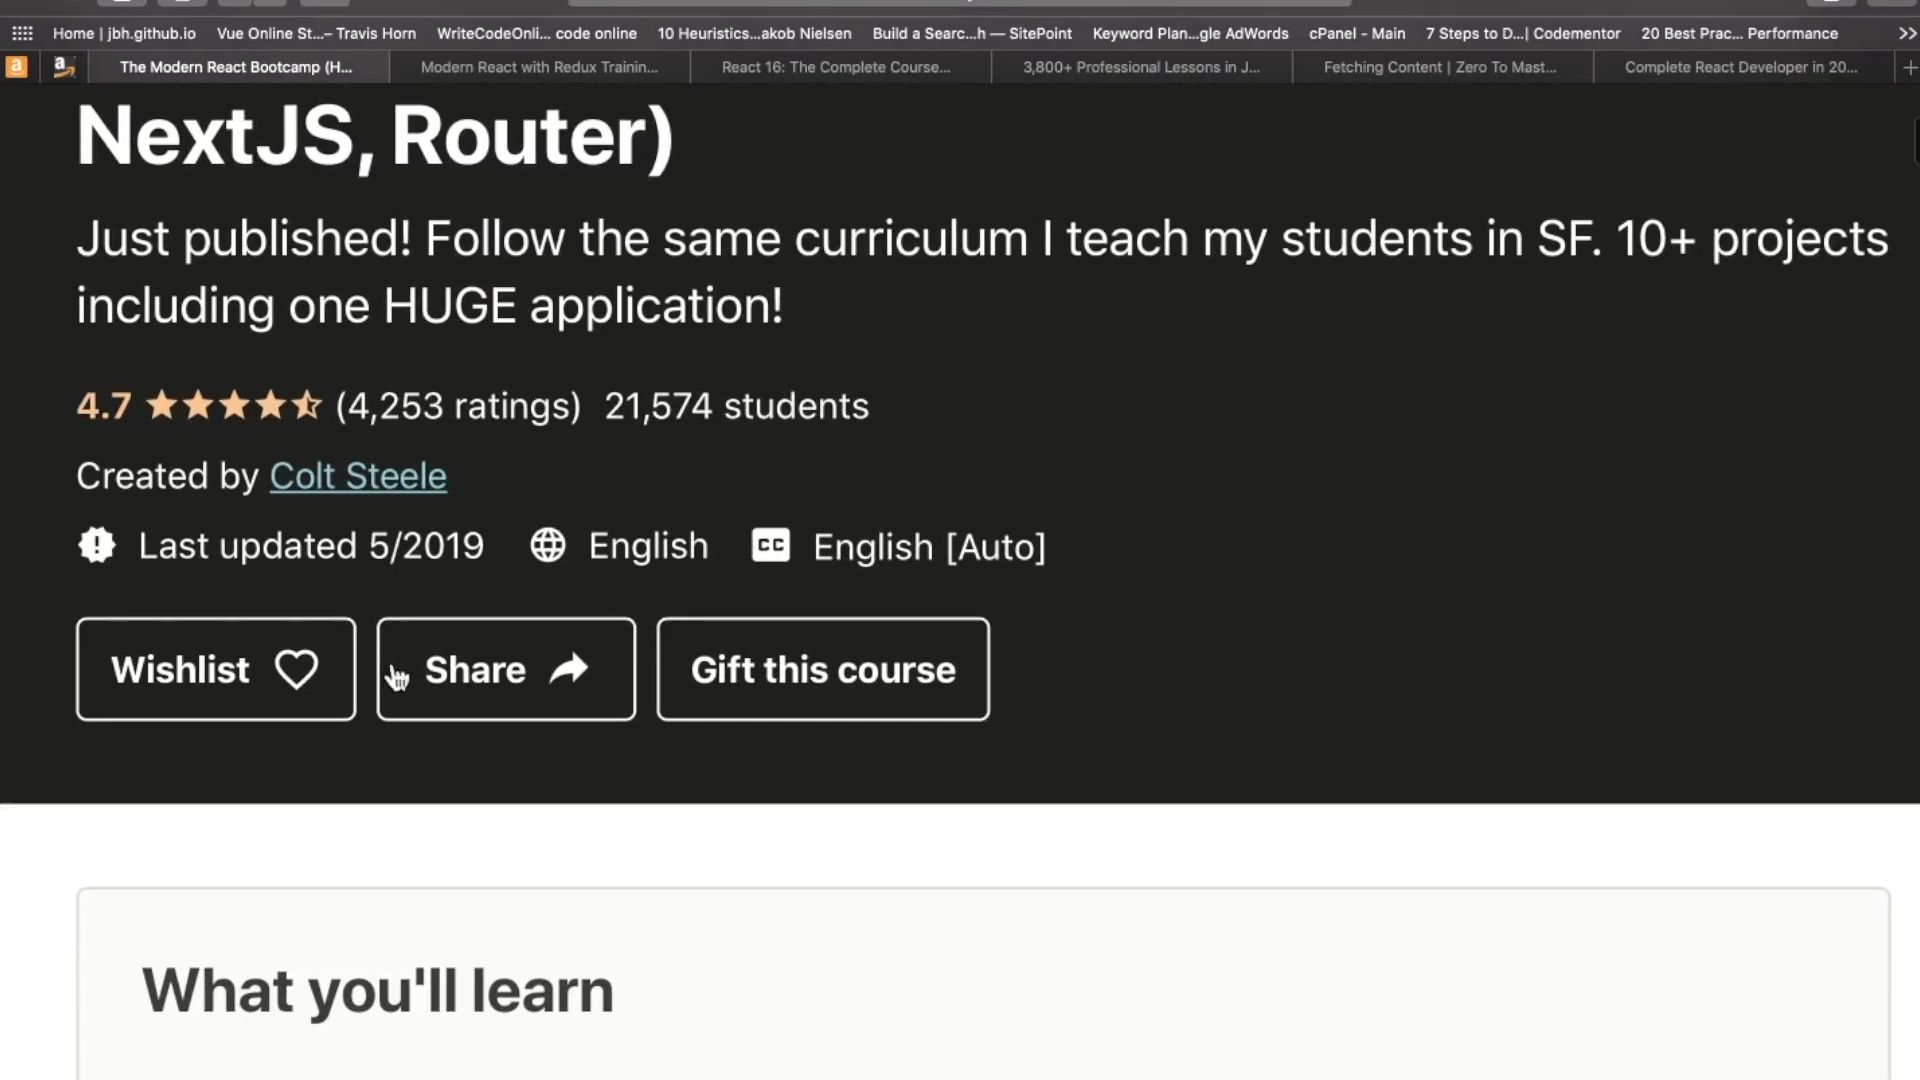 Home | jbh.github.io Vue Online St...– Travis Horn WriteCodeOnli... code online 10 Heuristics...akob Nielsen Build a Searc...h — SitePoint Keyword Plan...gle AdWords cPanel - Main 7 Steps to D...| Codementor 20 Best Prac... Performance >>
The Modern React Bootcamp (H... Modern React with Redux Trainin... React 16: The Complete Course... 3,800+ Professional Lessons in J... Fetching Content | Zero To Mast... Complete React Developer in 20... +
NextJS, Router)
Just published! Follow the same curriculum I teach my students in SF. 10+ projects
including one HUGE application!
4.7 (4,253 ratings) 21,574 students
Created by Colt Steele
Last updated 5/2019 English CC English [Auto]
Wishlist Share Gift this course
What you'll learn